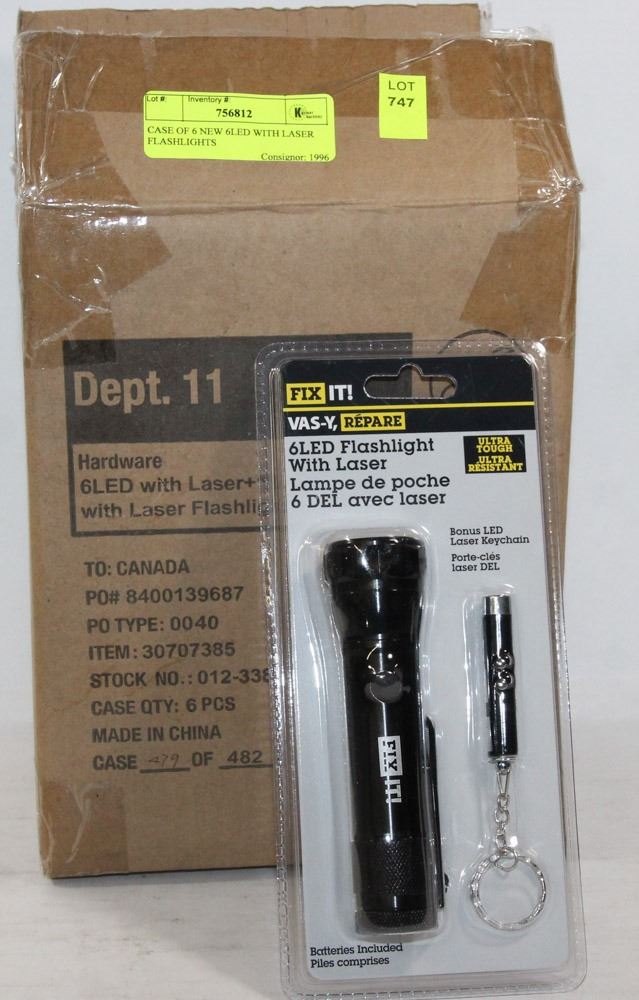 Lot #: Inventory #:
756812
CASE OF 6 NEW 6LED WITH LASER
FLASHLIGHTS
Consignor: 1996
LOT
747
Dept. 11
Hardware
6LED with Laser+
with Laser Flashli
TO: CANADA
PO# 8400139687
PO TYPE: 0040
ITEM: 30707385
STOCK NO.: 012-338
CASE QTY: 6 PCS
MADE IN CHINA
CASE 479 OF 482
FIX IT!
VAS-Y, RÉPARE
6LED Flashlight
With Laser
Lampe de poche
6 DEL avec laser
ULTRA
TOUGH
ULTRA
RÉSISTANT
Bonus LED
Laser Keychain
Porte-clés
laser DEL
FIX IT!
Batteries Included
Piles comprises